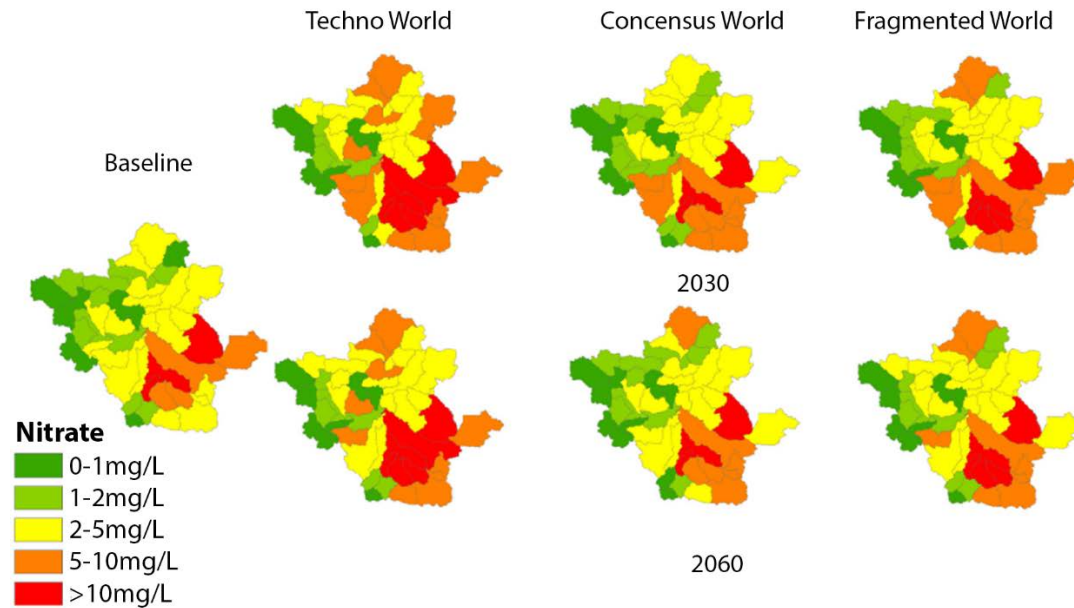 Techno World
Concensus World
Fragmented World
Baseline
2030
Nitrate
0-1mg/L
1-2mg/L
2-5mg/L
5-10mg/L
>10mg/L
2060